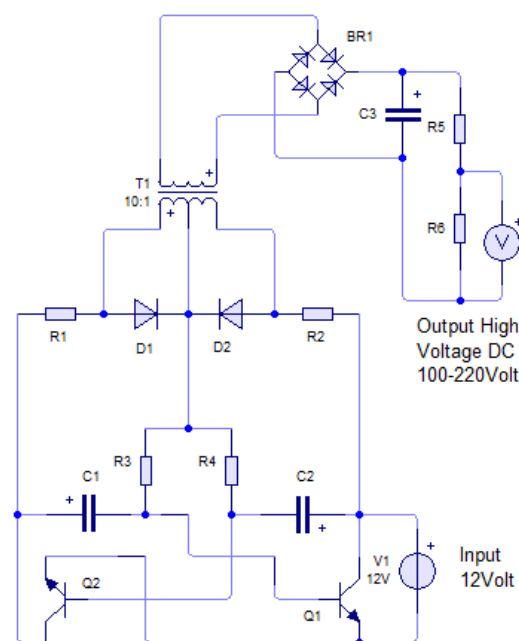 BR1
C3
R5
T1
10:1
R6
V
R1
D1
D2
R2
Output High
Voltage DC
100-220Volt
C1
R3
R4
C2
Q2
Q1
V1
12V
Input
12Volt